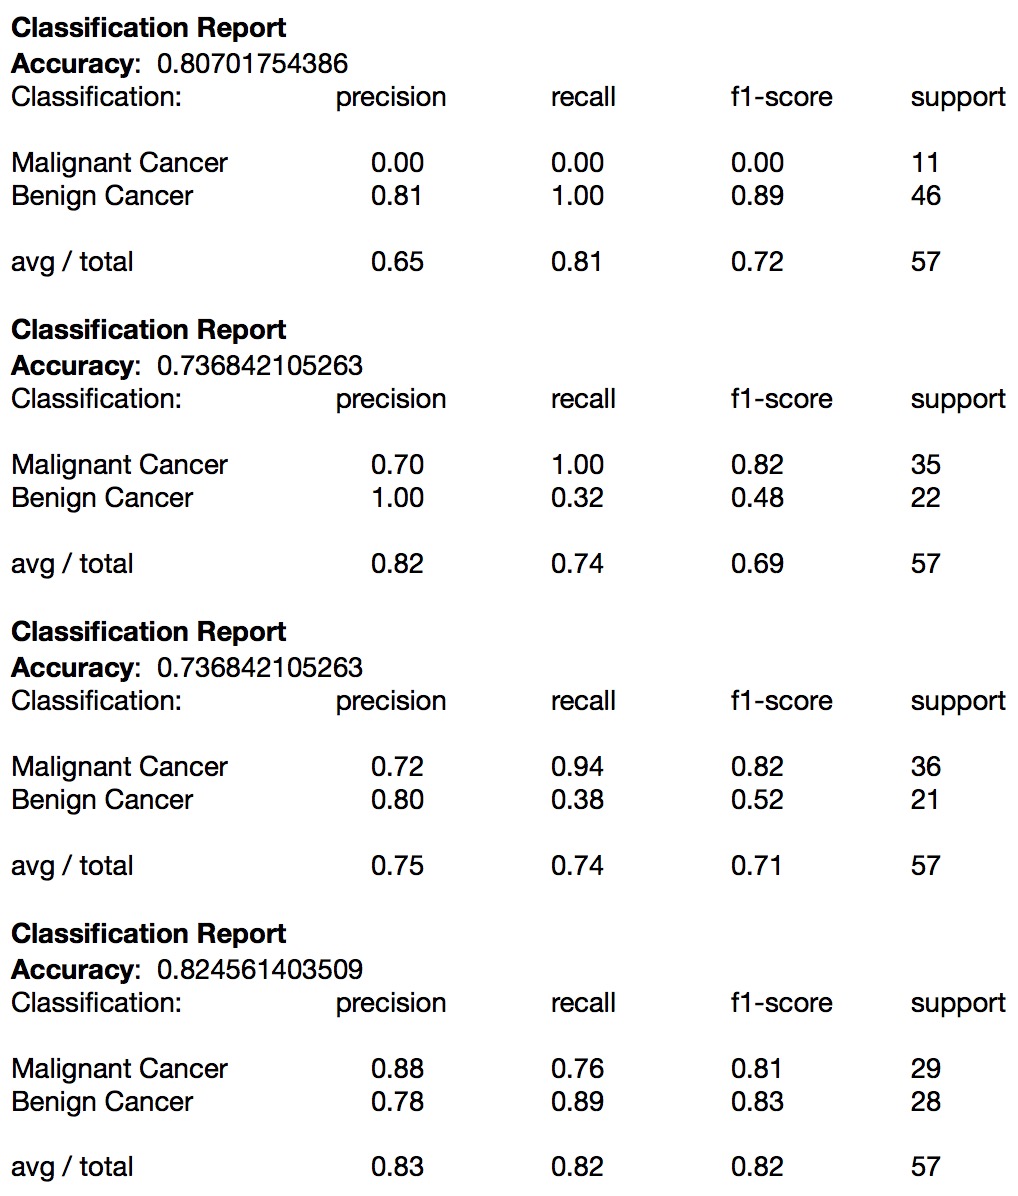 Classification Report
Accuracy: 0.80701754386
Classification: precision recall f1-score support
Malignant Cancer 0.00 0.00 0.00 11
Benign Cancer 0.81 1.00 0.89 46
avg / total 0.65 0.81 0.72 57
Classification Report
Accuracy: 0.736842105263
Classification: precision recall f1-score support
Malignant Cancer 0.70 1.00 0.82 35
Benign Cancer 1.00 0.32 0.48 22
avg / total 0.82 0.74 0.69 57
Classification Report
Accuracy: 0.736842105263
Classification: precision recall f1-score support
Malignant Cancer 0.72 0.94 0.82 36
Benign Cancer 0.80 0.38 0.52 21
avg / total 0.75 0.74 0.71 57
Classification Report
Accuracy: 0.824561403509
Classification: precision recall f1-score support
Malignant Cancer 0.88 0.76 0.81 29
Benign Cancer 0.78 0.89 0.83 28
avg / total 0.83 0.82 0.82 57